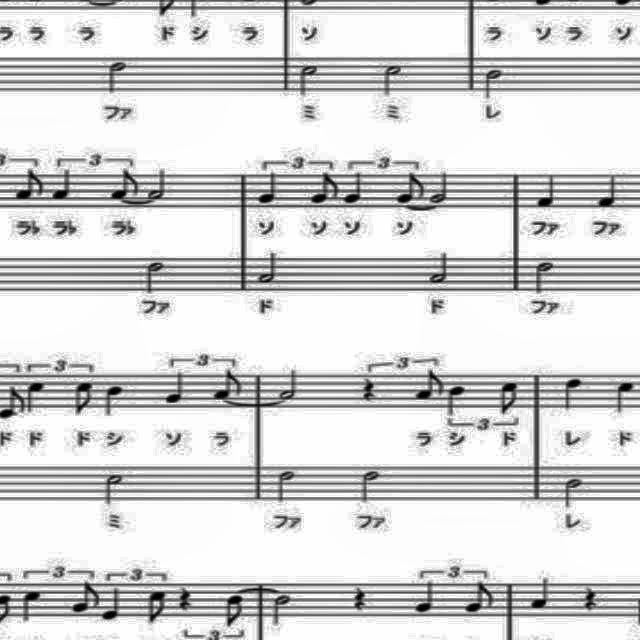 ラ ラ ラ ド シ ラ ソ ラ ソ ラ ソ
ファ ミ ミ レ
3 3 3 3
ラ♭ ラ♭ ラ♭ ソ ソ ソ ソ ファ ファ
ファ ド ド ファ
3 3 3
3
ド ド ド シ ソ ラ ラ シ ド レ ド
ミ ファ ファ レ
3 3 3
3